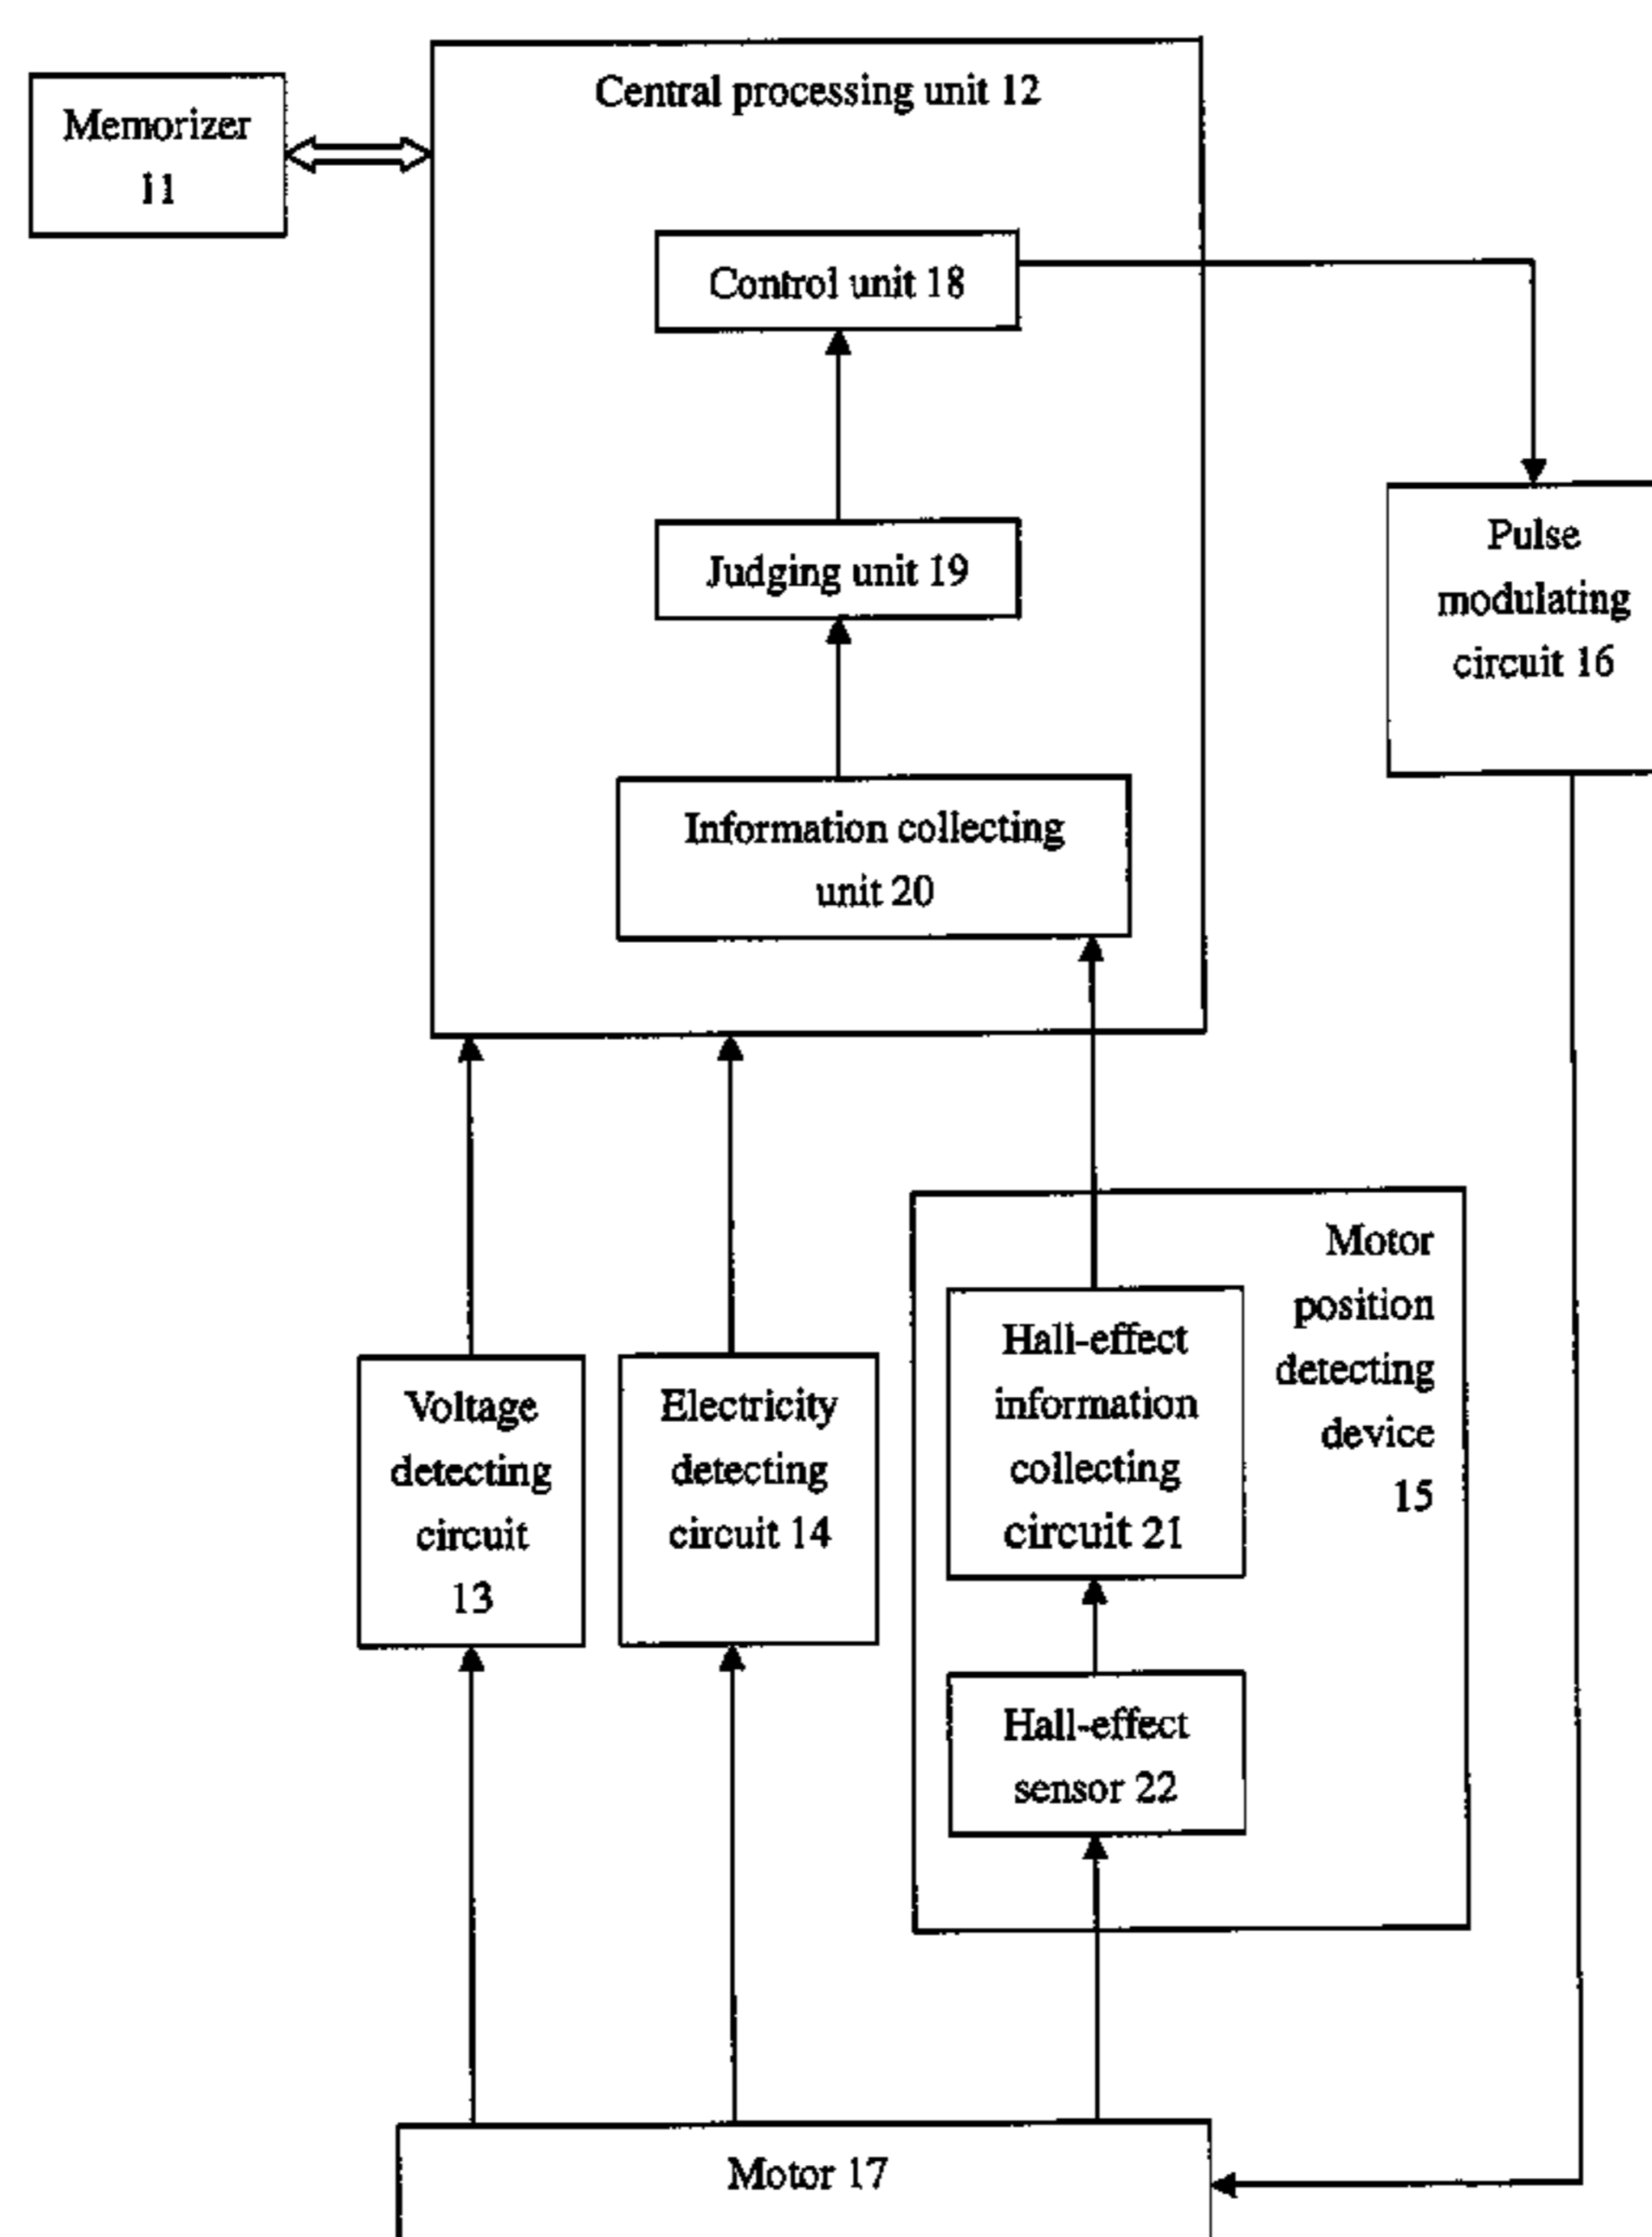 Central processing unit 12
Memorizer
11
Control unit 18
Judging unit 19
Pulse
modulating
circuit 16
Information collecting
unit 20
Motor
position
detecting
device
15
Hall-effect
information
collecting
circuit 21
Voltage
detecting
circuit
13
Electricity
detecting
circuit 14
Hall-effect
sensor 22
Motor 17